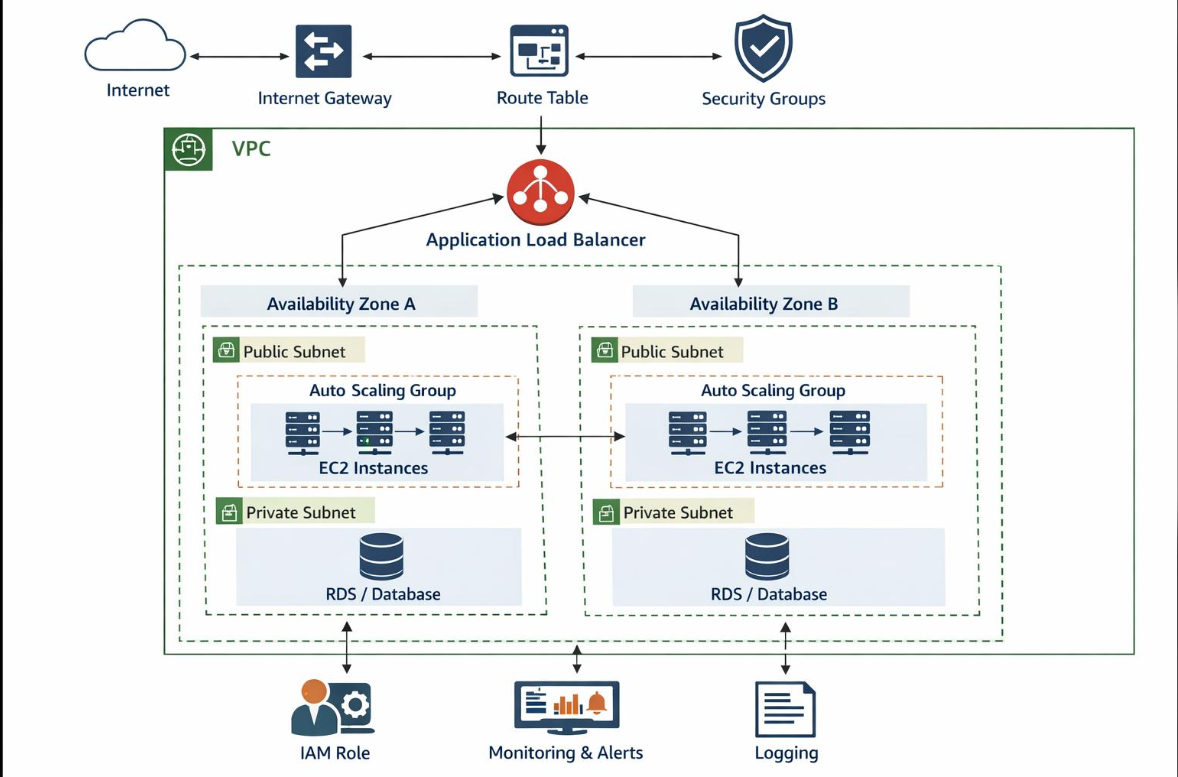 Internet
Internet Gateway
Route Table
Security Groups
VPC
Application Load Balancer
Availability Zone A
Availability Zone B
Public Subnet
Public Subnet
Auto Scaling Group
Auto Scaling Group
EC2 Instances
EC2 Instances
Private Subnet
Private Subnet
RDS / Database
RDS / Database
IAM Role
Monitoring & Alerts
Logging